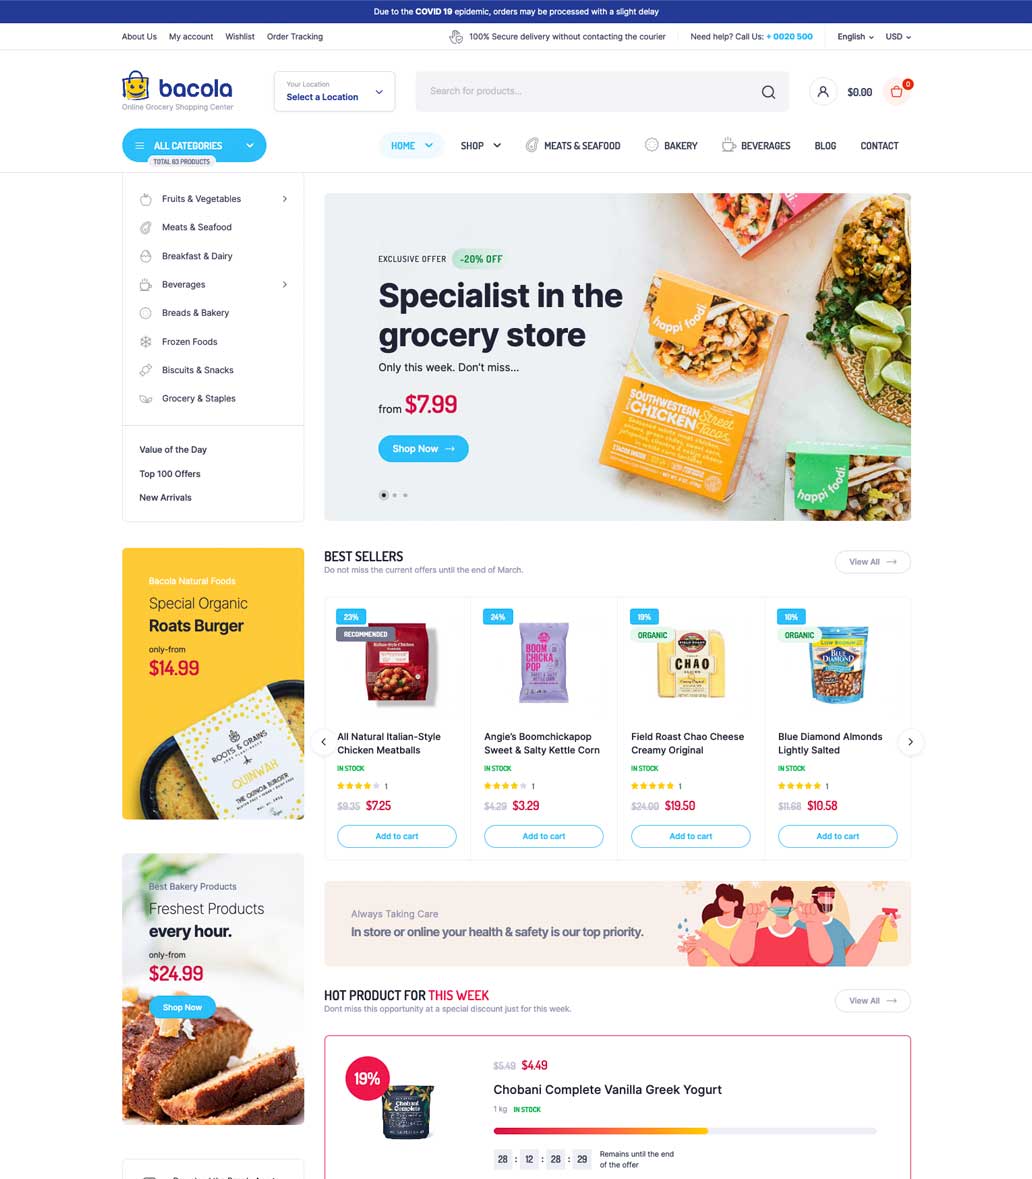 Due to the COVID 19 epidemic, orders may be processed with a slight delay
About Us My account Wishlist Order Tracking
100% Secure delivery without contacting the courier
Need help? Call Us: + 0020 500
English USD
bacola
Online Grocery Shopping Center
Your Location
Select a Location
Search for products...
$0.00
0
ALL CATEGORIES
TOTAL 63 PRODUCTS
HOME SHOP MEATS & SEAFOOD BAKERY BEVERAGES BLOG CONTACT
Fruits & Vegetables
Meats & Seafood
Breakfast & Dairy
Beverages
Breads & Bakery
Frozen Foods
Biscuits & Snacks
Grocery & Staples
Value of the Day
Top 100 Offers
New Arrivals
EXCLUSIVE OFFER -20% OFF
Specialist in the
grocery store
Only this week. Don't miss...
from $7.99
Shop Now
happi foodi.
SOUTHWESTERN
CHICKEN
Street
Tacos
happi foodi.
Bacola Natural Foods
Special Organic
Roats Burger
only-from
$14.99
ROOTS & GRAINS
QUINWAH
THE QUINOA BURGER
Best Bakery Products
Freshest Products
every hour.
only-from
$24.99
Shop Now
BEST SELLERS
Do not miss the current offers until the end of March.
View All
23%
RECOMMENDED
All Natural Italian-Style
Chicken Meatballs
IN STOCK
1
$9.35 $7.25
Add to cart
24%
BOOM
CHICKA
POP
Angie's Boomchickapop
Sweet & Salty Kettle Corn
IN STOCK
1
$4.29 $3.29
Add to cart
19%
ORGANIC
FIELD ROAST
CHAO
Field Roast Chao Cheese
Creamy Original
IN STOCK
1
$24.00 $19.50
Add to cart
10%
ORGANIC
BLUE DIAMOND
Blue Diamond Almonds
Lightly Salted
IN STOCK
1
$11.68 $10.58
Add to cart
Always Taking Care
In store or online your health & safety is our top priority.
HOT PRODUCT FOR THIS WEEK
Dont miss this opportunity at a special discount just for this week.
View All
19%
Chobani
Complete
$5.49 $4.49
Chobani Complete Vanilla Greek Yogurt
1 kg IN STOCK
28 : 12 : 28 : 29
Remains until the end
of the offer